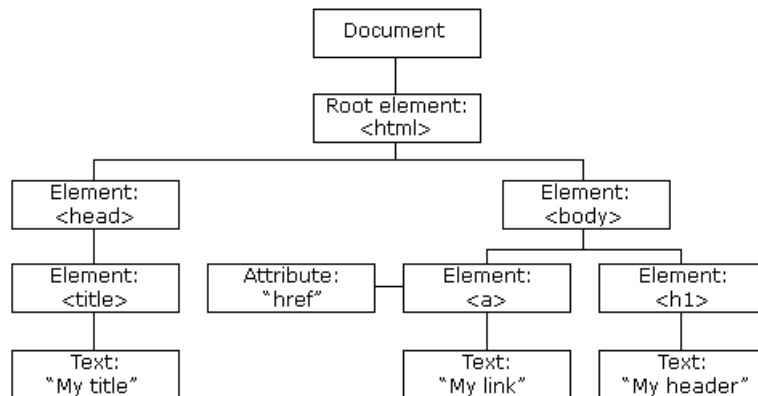 Document
Root element:
<html>
Element:
<head>
Element:
<body>
Element:
<title>
Attribute:
“href”
Element:
<a>
Element:
<h1>
Text:
“My title”
Text:
“My link”
Text:
“My header”